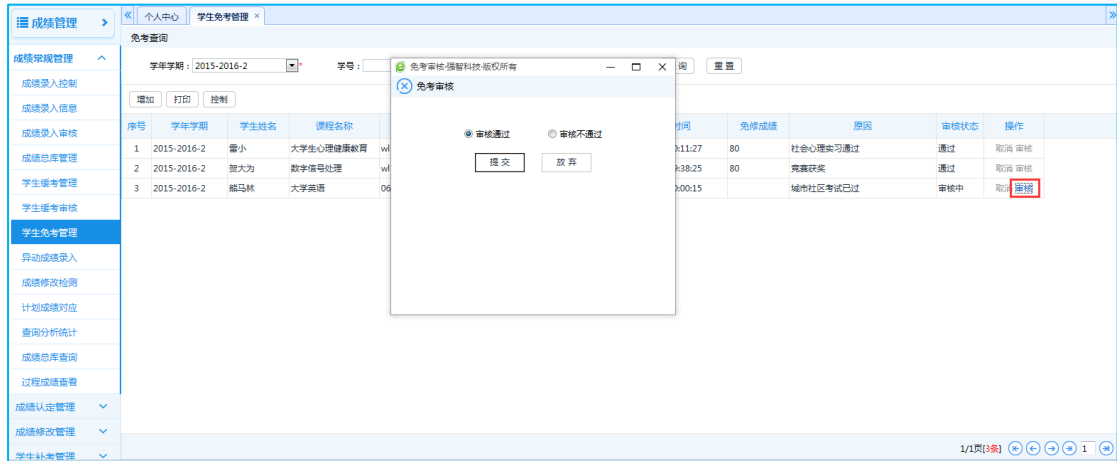 成绩管理
个人中心 学生免考管理 ×
免考查询
成绩常规管理
学年学期：2015-2016-2 * 学号： 询 重置
免考审核-强智科技-版权所有
免考审核
成绩录入控制
成绩录入信息
成绩录入审核
成绩总库管理
学生缓考管理
学生缓考审核
学生免考管理
异动成绩录入
成绩修改检测
计划成绩对应
查询分析统计
成绩总库查询
过程成绩查看
成绩认定管理
成绩修改管理
学生补考管理
增加 打印 控制
序号 学年学期 学生姓名 课程名称 时间 免修成绩 原因 审核状态 操作
1 2015-2016-2 雷小 大学生心理健康教育 wl :11:27 80 社会心理实习通过 通过 取消 审核
2 2015-2016-2 贺大为 数字信号处理 wl :38:25 80 竞赛获奖 通过 取消 审核
3 2015-2016-2 熊马林 大学英语 06 :00:15 城市社区考试已过 审核中 取消 审核
审核通过 审核不通过
提 交 放 弃
1/1页[3条] 1